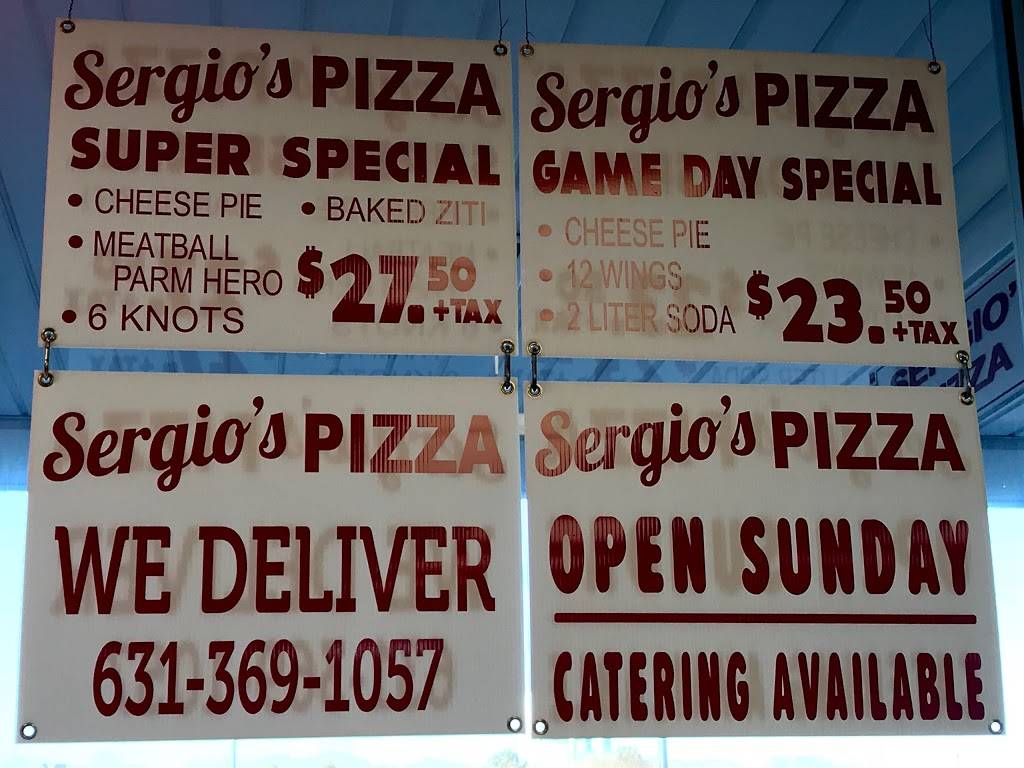 Sergio's PIZZA
SUPER SPECIAL
• CHEESE PIE • BAKED ZITI
• MEATBALL
PARM HERO
• 6 KNOTS
$27.50
+TAX
Sergio's PIZZA
GAME DAY SPECIAL
• CHEESE PIE
• 12 WINGS
• 2 LITER SODA
$23.50
+TAX
Sergio's PIZZA
WE DELIVER
631-369-1057
Sergio's PIZZA
OPEN SUNDAY
CATERING AVAILABLE